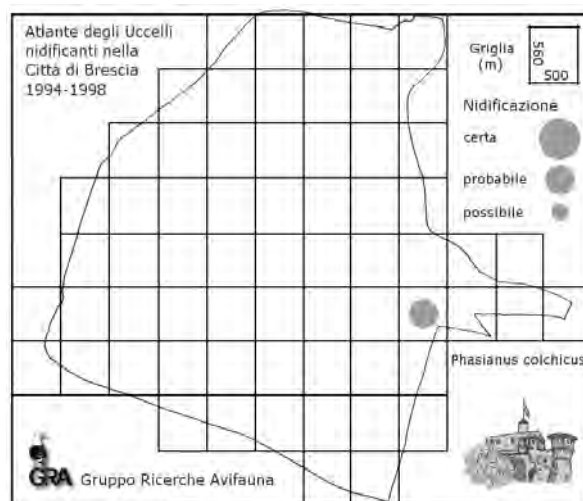 Atlante degli Uccelli
nidificanti nella
Città di Brescia
1994-1998
Griglia
(m)
560
500
Nidificazione
certa
probabile
possibile
Phasianus colchicus
GRA Gruppo Ricerche Avifauna